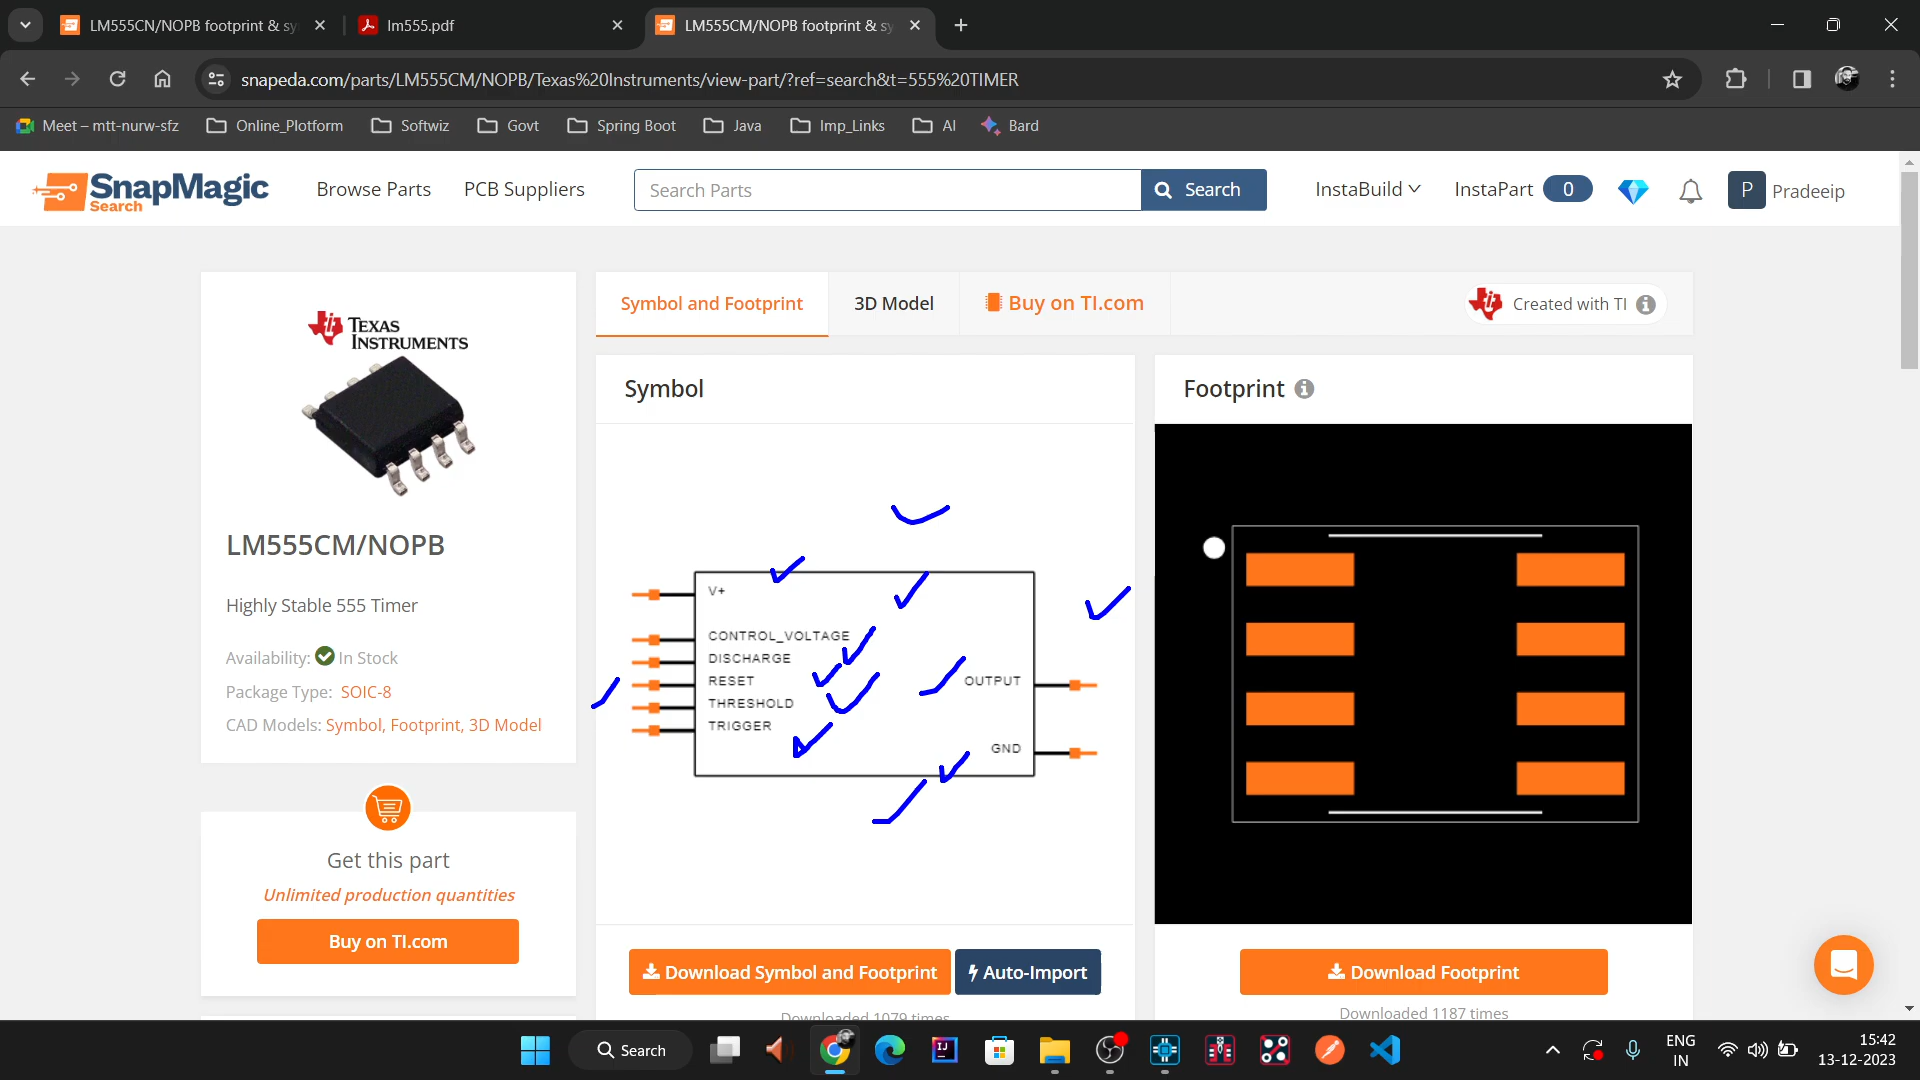 LM555CN/NOPB footprint & sy
lm555.pdf
LM555CM/NOPB footprint & sy
snapeda.com/parts/LM555CM/NOPB/Texas%20Instruments/view-part/?ref=search&t=555%20TIMER
Meet – mtt-nurw-sfz
Online_Plotform
Softwiz
Govt
Spring Boot
Java
Imp_Links
AI
Bard
SnapMagic
Search
Browse Parts
PCB Suppliers
Search Parts
Search
InstaBuild
InstaPart
0
P
Pradeeip
TEXAS
INSTRUMENTS
LM555CM/NOPB
Highly Stable 555 Timer
Availability: In Stock
Package Type: SOIC-8
CAD Models: Symbol, Footprint, 3D Model
Get this part
Unlimited production quantities
Buy on TI.com
Symbol and Footprint
3D Model
Buy on TI.com
Created with TI
Symbol
V+
CONTROL_VOLTAGE
DISCHARGE
RESET
THRESHOLD
TRIGGER
OUTPUT
GND
Download Symbol and Footprint
Auto-Import
Downloaded 1079 times
Footprint
Download Footprint
Downloaded 1187 times
Search
ENG
IN
15:42
13-12-2023